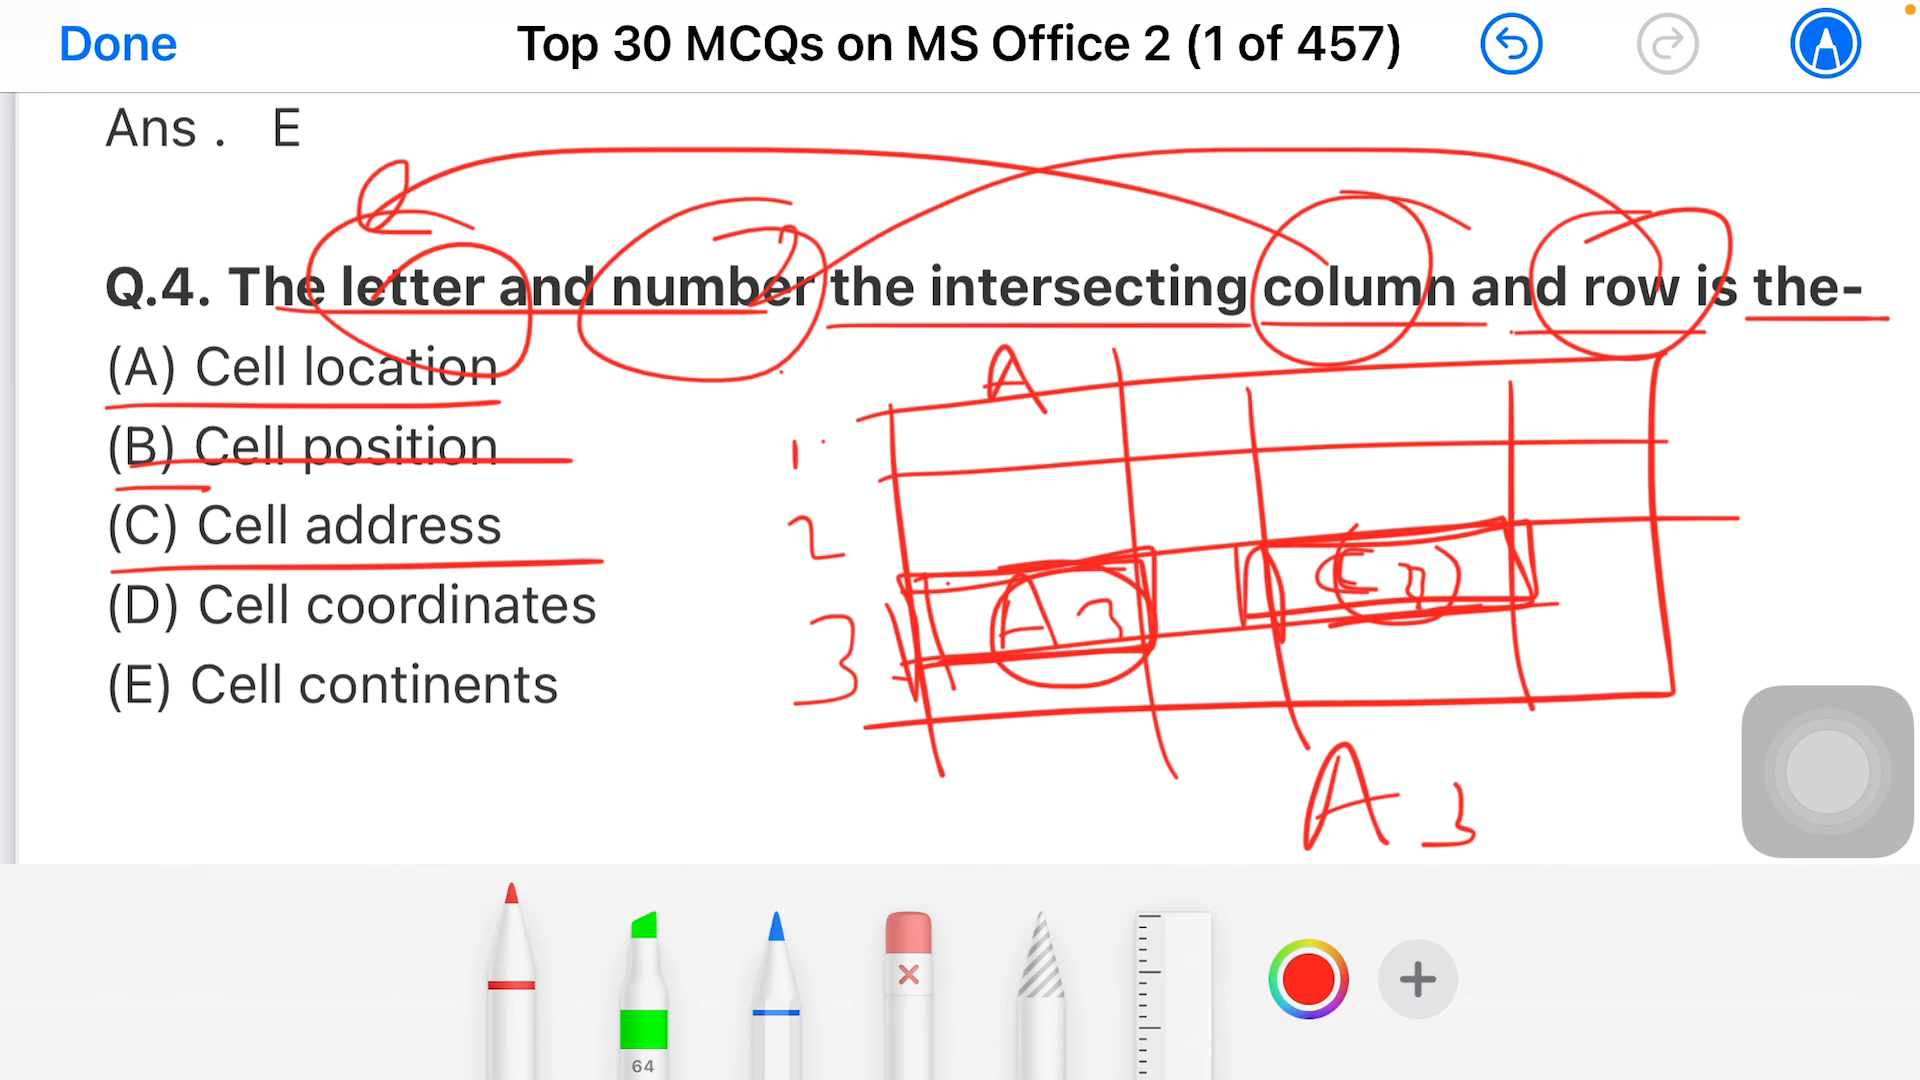 Done Top 30 MCQs on MS Office 2 (1 of 457)
Ans . E
Q.4. The letter and number the intersecting column and row is the-
(A) Cell location
(B) Cell position
(C) Cell address
(D) Cell coordinates
(E) Cell continents
A
1
2
3
A3
A3
64